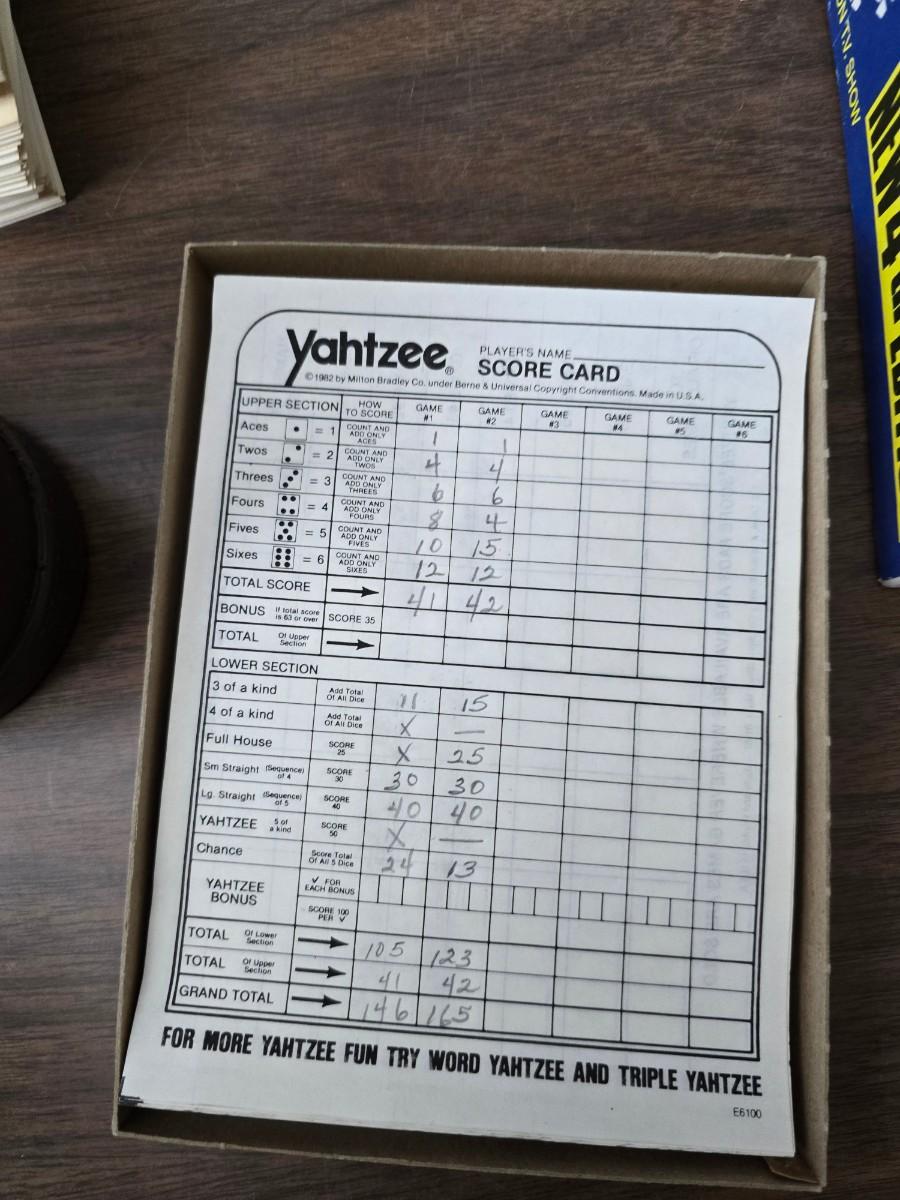 ON T.V. SHOW
Yahtzee®
PLAYER'S NAME
SCORE CARD
©1982 by Milton Bradley Co. under Berne & Universal Copyright Conventions. Made in U.S.A.
UPPER SECTION HOW TO SCORE GAME #1 GAME #2 GAME #3 GAME #4 GAME #5 GAME #6
Aces = 1 COUNT AND ADD ONLY ACES 1 1
Twos = 2 COUNT AND ADD ONLY TWOS 4 4
Threes = 3 COUNT AND ADD ONLY THREES 6 6
Fours = 4 COUNT AND ADD ONLY FOURS 8 4
Fives = 5 COUNT AND ADD ONLY FIVES 10 15
Sixes = 6 COUNT AND ADD ONLY SIXES 12 12
TOTAL SCORE 41 42
BONUS If total score is 63 or over SCORE 35
TOTAL Of Upper Section
LOWER SECTION
3 of a kind Add Total Of All Dice 11 15
4 of a kind Add Total Of All Dice X —
Full House SCORE 25 X 25
Sm Straight (Sequence) of 4 SCORE 30 30 30
Lg. Straight (Sequence) of 5 SCORE 40 40 40
YAHTZEE 5 of a kind SCORE 50 X —
Chance Score Total Of All 5 Dice 24 13
YAHTZEE BONUS ✓ FOR EACH BONUS
SCORE 100 PER ✓
TOTAL Of Lower Section 105 123
TOTAL Of Upper Section 41 42
GRAND TOTAL 146 165
FOR MORE YAHTZEE FUN TRY WORD YAHTZEE AND TRIPLE YAHTZEE
E6100